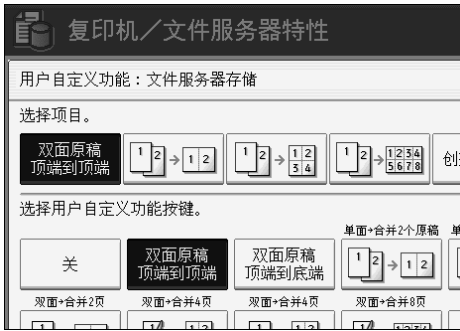 复印机／文件服务器特性
用户自定义功能：文件服务器存储
选择项目。
双面原稿
顶端到顶端
1 2 → 1 2
1 2 → 1 2 3 4
1 2 → 1 2 3 4 5 6 7 8
选择用户自定义功能按键。
单面→合并2个原稿
关
双面原稿
顶端到顶端
双面原稿
顶端到底端
1 2 → 1 2
双面→合并2页
双面→合并4页
双面→合并4页
双面→合并8页